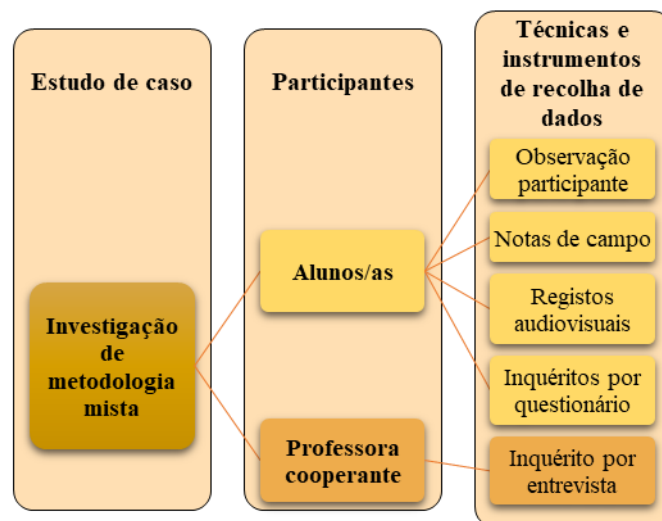 Estudo de caso
Investigação
de
metodologia
mista
Participantes
Alunos/as
Professora
cooperante
Técnicas e
instrumentos
de recolha de
dados
Observação
participante
Notas de campo
Registos
audiovisuais
Inquéritos por
questionário
Inquérito por
entrevista